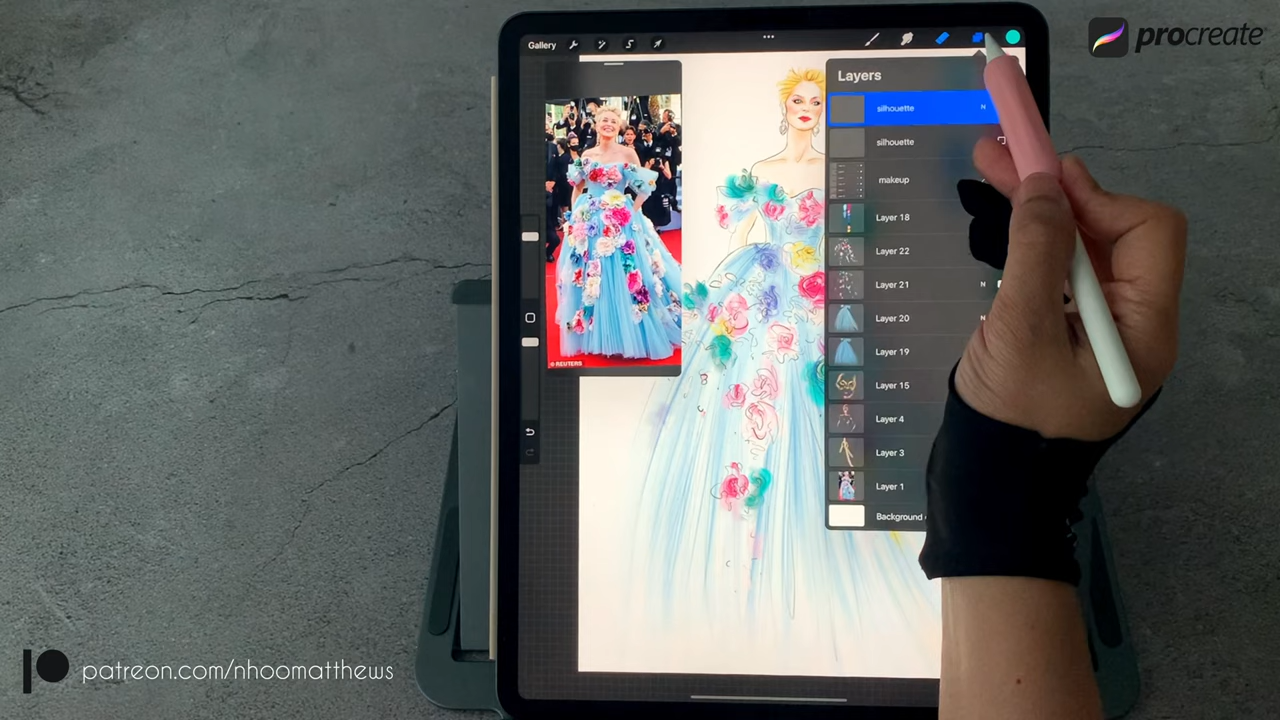 procreate
Gallery
Layers
silhouette
N
silhouette
makeup
Layer 18
Layer 22
Layer 21
N
Layer 20
N
Layer 19
Layer 15
Layer 4
Layer 3
Layer 1
Background
© REUTERS
patreon.com/nhoomatthews